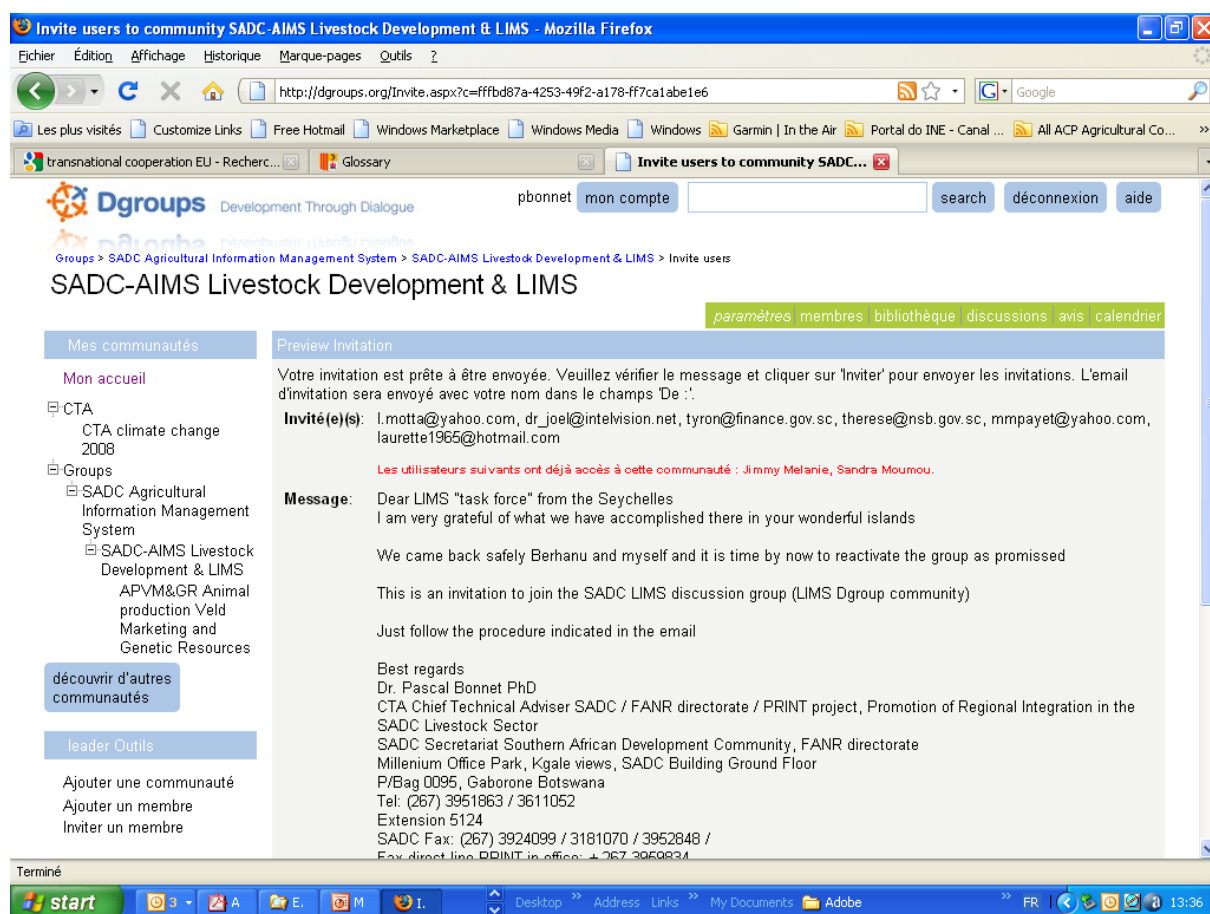 Invite users to community SADC-AIMS Livestock Development & LIMS - Mozilla Firefox
Fichier Édition Affichage Historique Marque-pages Outils ?
http://dgroups.org/Invite.aspx?c=fffbd87a-4253-49f2-a178-ff7ca1abe1e6
G Google
Les plus visités Customize Links Free Hotmail Windows Marketplace Windows Media Windows Garmin | In the Air Portal do INE - Canal ... All ACP Agricultural Co... »
transnational cooperation EU - Recherc... Glossary Invite users to community SADC...
Dgroups Development Through Dialogue pbonnet mon compte search déconnexion aide
Groups > SADC Agricultural Information Management System > SADC-AIMS Livestock Development & LIMS > Invite users
SADC-AIMS Livestock Development & LIMS
paramètres membres bibliothèque discussions avis calendrier
Mes communautés
Mon accueil
CTA
CTA climate change
2008
Groups
SADC Agricultural
Information Management
System
SADC-AIMS Livestock
Development & LIMS
APVM&GR Animal
production Veld
Marketing and
Genetic Resources
découvrir d'autres
communautés
leader Outils
Ajouter une communauté
Ajouter un membre
Inviter un membre
Preview Invitation
Votre invitation est prête à être envoyée. Veuillez vérifier le message et cliquer sur 'Inviter' pour envoyer les invitations. L'email
d'invitation sera envoyé avec votre nom dans le champs 'De :'.
Invité(e)(s): l.motta@yahoo.com, dr_joel@intelvision.net, tyron@finance.gov.sc, therese@nsb.gov.sc, mmpayet@yahoo.com,
laurette1965@hotmail.com
Les utilisateurs suivants ont déjà accès à cette communauté : Jimmy Melanie, Sandra Moumou.
Message: Dear LIMS "task force" from the Seychelles
I am very grateful of what we have accomplished there in your wonderful islands
We came back safely Berhanu and myself and it is time by now to reactivate the group as promissed
This is an invitation to join the SADC LIMS discussion group (LIMS Dgroup community)
Just follow the procedure indicated in the email
Best regards
Dr. Pascal Bonnet PhD
CTA Chief Technical Adviser SADC / FANR directorate / PRINT project, Promotion of Regional Integration in the
SADC Livestock Sector
SADC Secretariat Southern African Development Community, FANR directorate
Millenium Office Park, Kgale views, SADC Building Ground Floor
P/Bag 0095, Gaborone Botswana
Tel: (267) 3951863 / 3611052
Extension 5124
SADC Fax: (267) 3924099 / 3181070 / 3952848 /
Fax direct line PRINT in office: + 267 3959834
Terminé
start 3 A E. M I. Desktop » Address Links » My Documents Adobe » FR 13:36